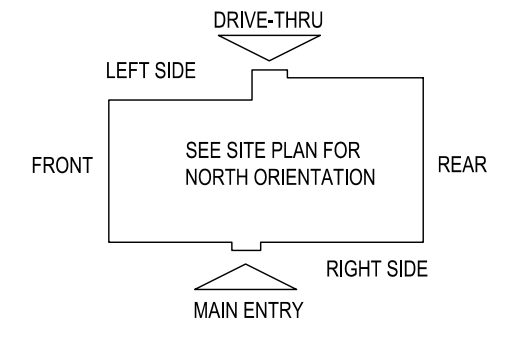 DRIVE-THRU
LEFT SIDE
FRONT
SEE SITE PLAN FOR
NORTH ORIENTATION
REAR
RIGHT SIDE
MAIN ENTRY